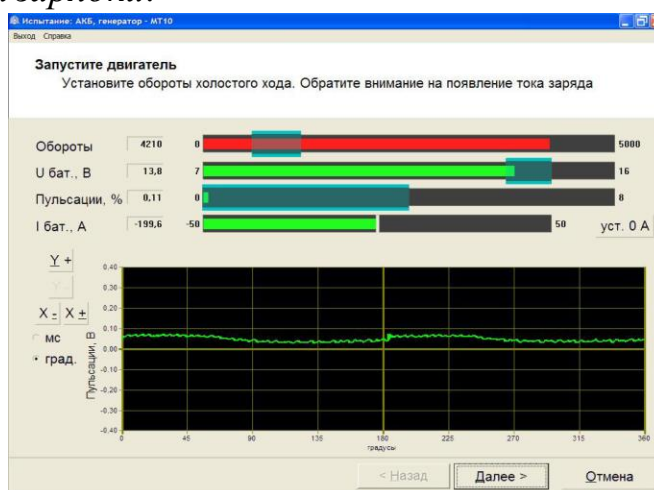 Испытание: АКБ, генератор - МТ10
Выход Справка
Запустите двигатель
Установите обороты холостого хода. Обратите внимание на появление тока заряда
Обороты 4210 0 5000
U бат., В 13,8 7 16
Пульсации, % 0,11 0 8
I бат., А -199,6 -50 50 уст. 0 А
Y +
Y -
X - X +
мс
град.
Пульсации, В
0,40
0,30
0,20
0,10
0,00
-0,10
-0,20
-0,30
-0,40
0 45 90 135 180 225 270 315 360
градусы
< Назад Далее > Отмена